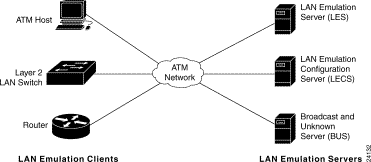 ATM Host
LAN Emulation
Server (LES)
Layer 2
LAN Switch
ATM
Network
LAN Emulation
Configuration
Server (LECS)
Router
Broadcast and
Unknown
Server (BUS)
LAN Emulation Clients
LAN Emulation Servers
24132